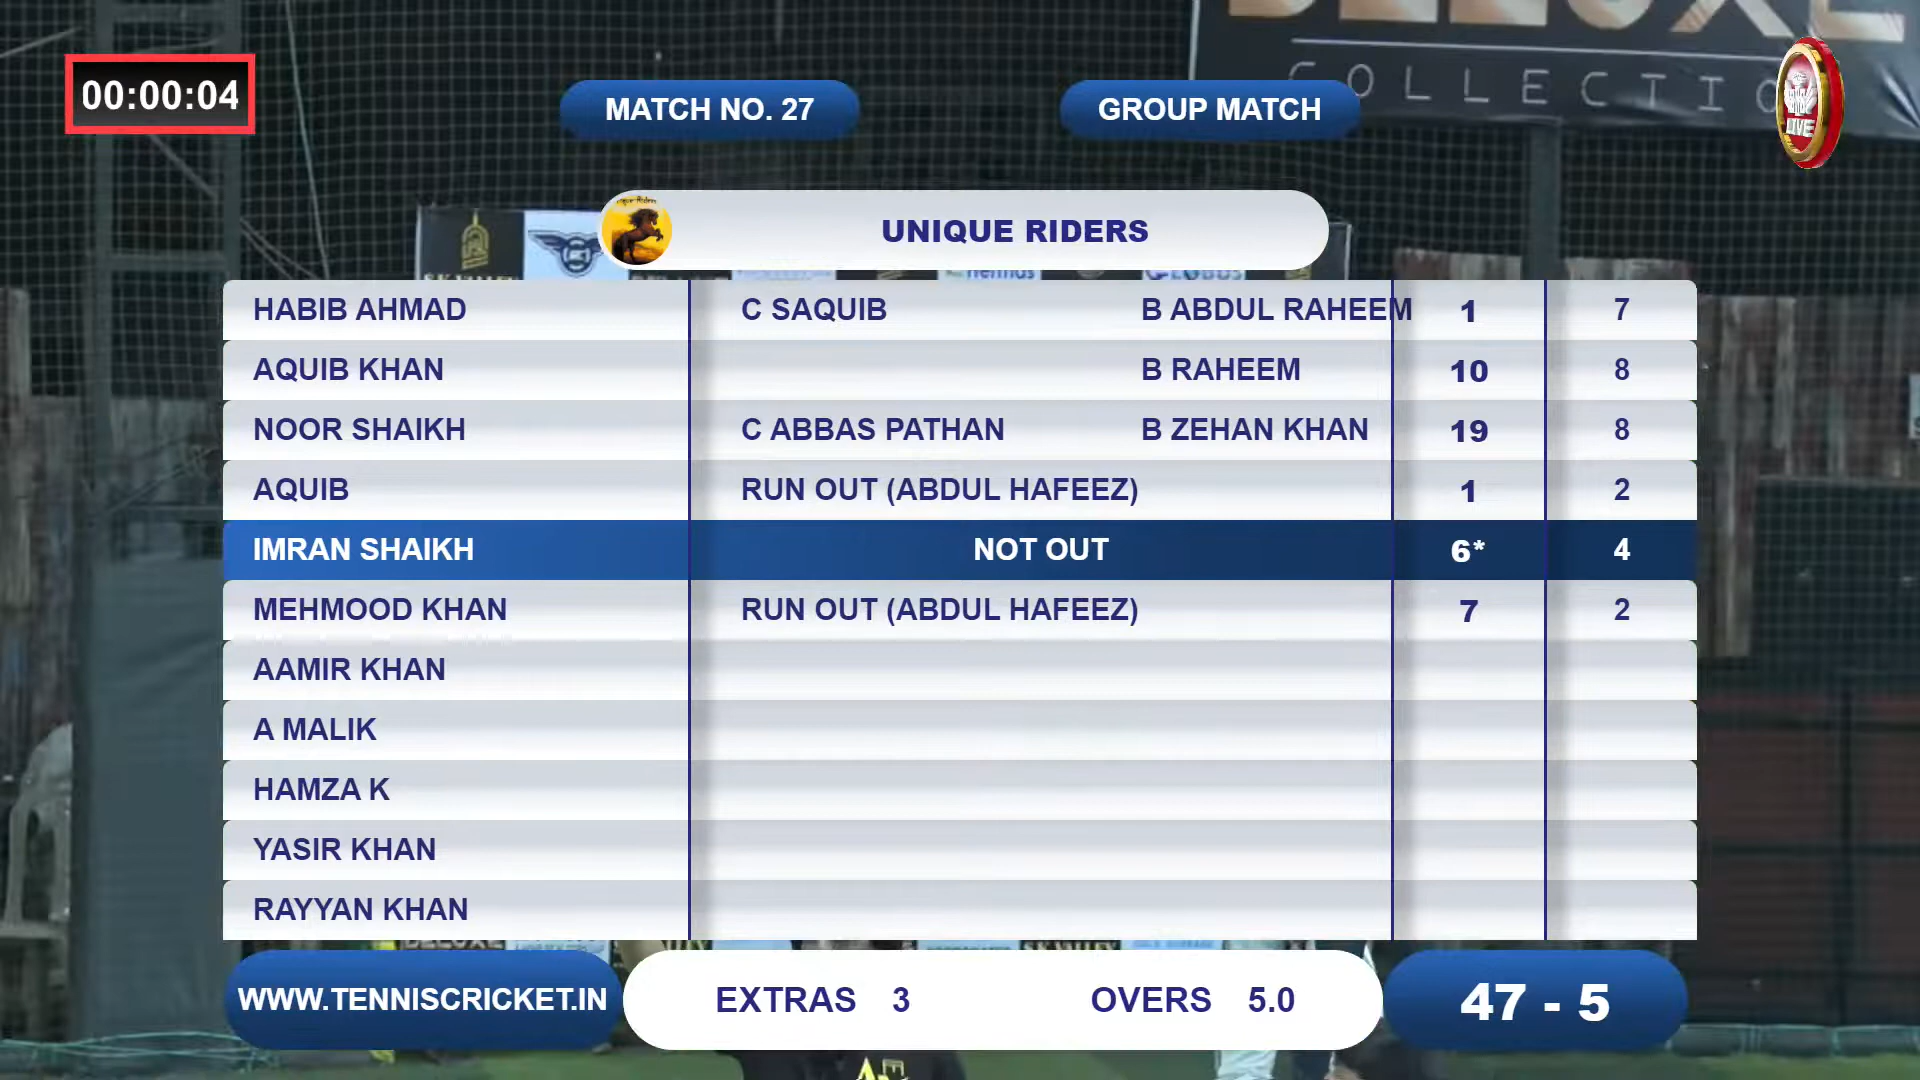 DELUXE
COLLECTIO
00:00:04
MATCH NO. 27
GROUP MATCH
LIVE
UNIQUE RIDERS
HABIB AHMAD C SAQUIB B ABDUL RAHEEM 1 7
AQUIB KHAN B RAHEEM 10 8
NOOR SHAIKH C ABBAS PATHAN B ZEHAN KHAN 19 8
AQUIB RUN OUT (ABDUL HAFEEZ) 1 2
IMRAN SHAIKH NOT OUT 6* 4
MEHMOOD KHAN RUN OUT (ABDUL HAFEEZ) 7 2
AAMIR KHAN
A MALIK
HAMZA K
YASIR KHAN
RAYYAN KHAN
WWW.TENNISCRICKET.IN EXTRAS 3 OVERS 5.0 47 - 5